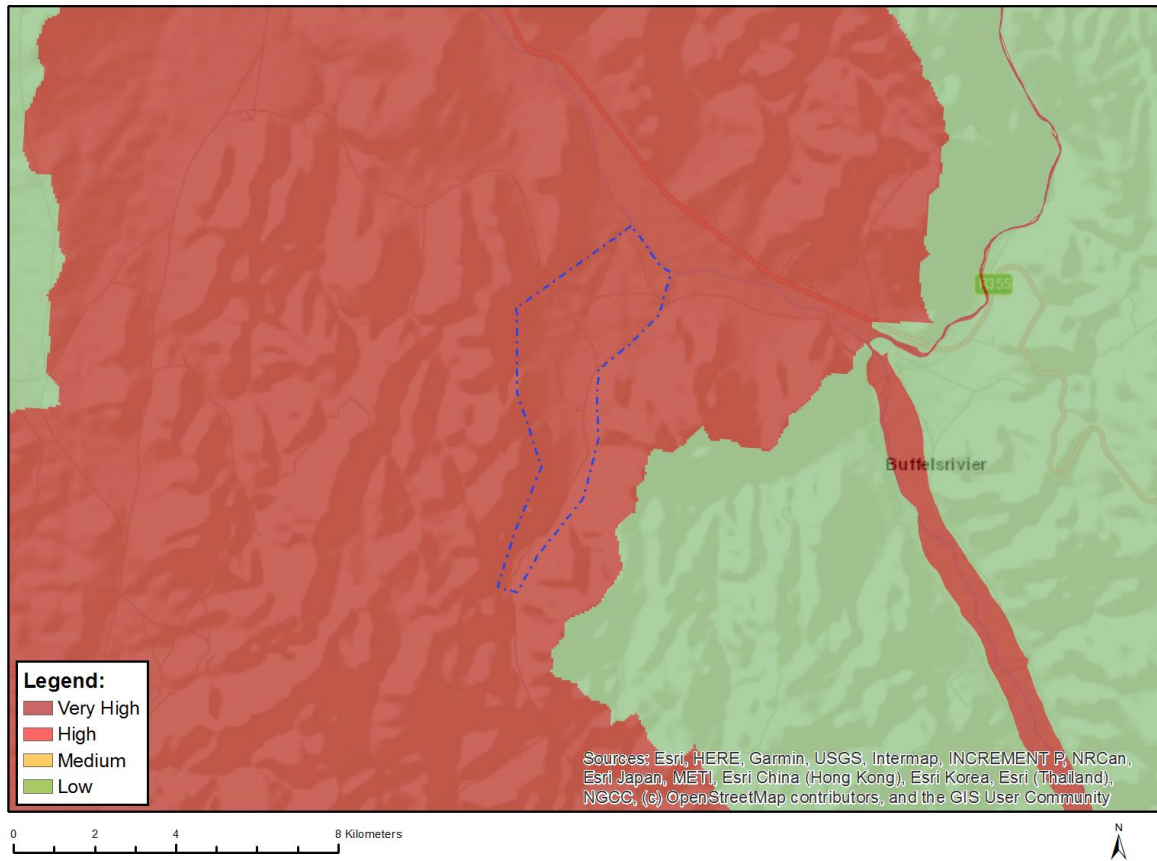 R355
Buffelsrivier
Legend:
Very High
High
Medium
Low
Sources: Esri, HERE, Garmin, USGS, Intermap, INCREMENT P, NRCan,
Esri Japan, METI, Esri China (Hong Kong), Esri Korea, Esri (Thailand),
NGCC, (c) OpenStreetMap contributors, and the GIS User Community
0 2 4 8 Kilometers
N